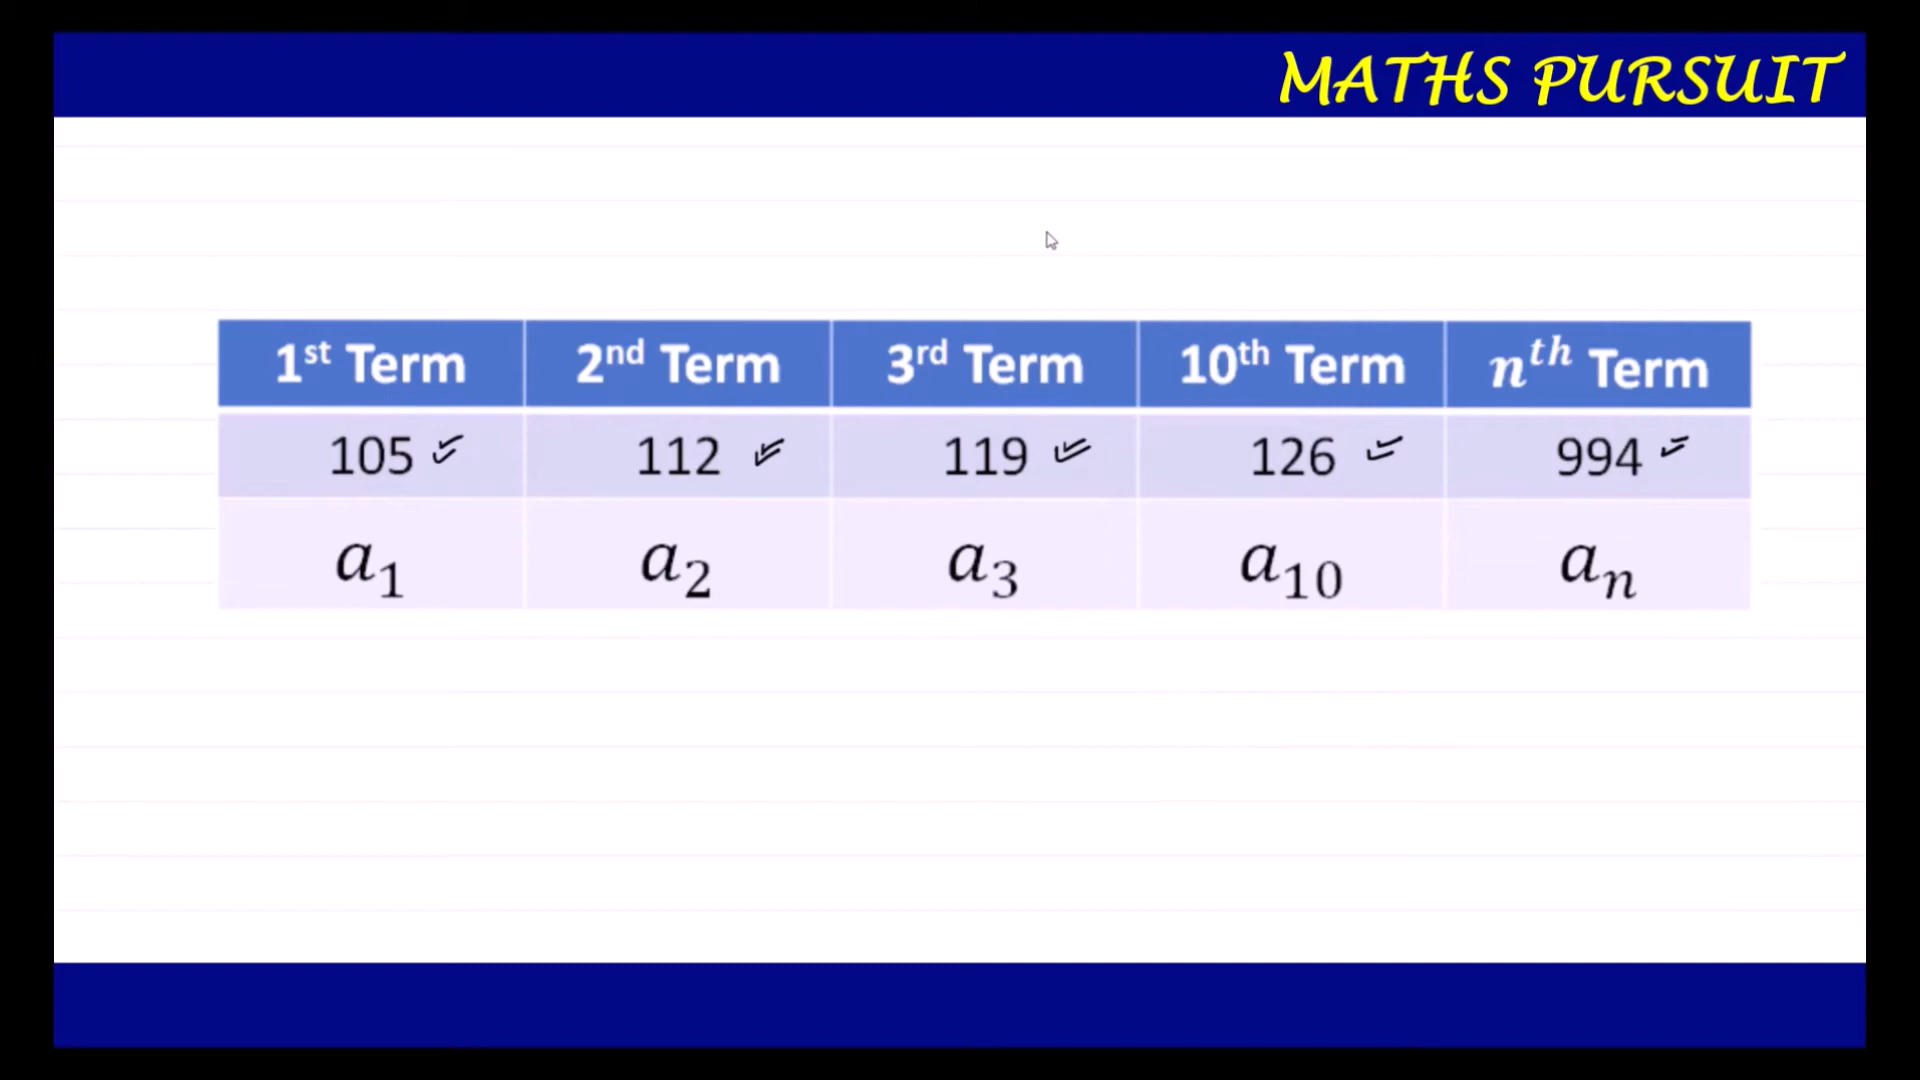 MATHS PURSUIT
1st Term 2nd Term 3rd Term 10th Term nth Term
105 112 119 126 994
a1 a2 a3 a10 an